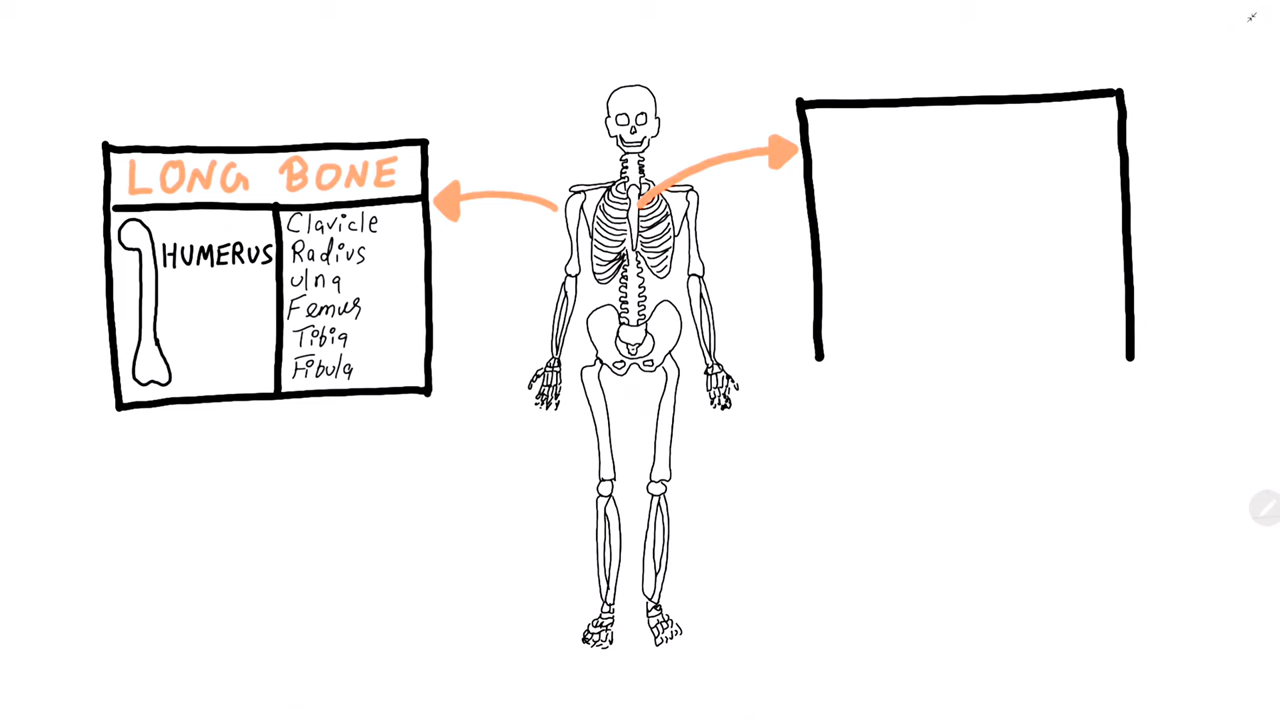 LONG BONE
HUMERUS
Clavicle
Radius
ulna
Femur
Tibia
Fibula